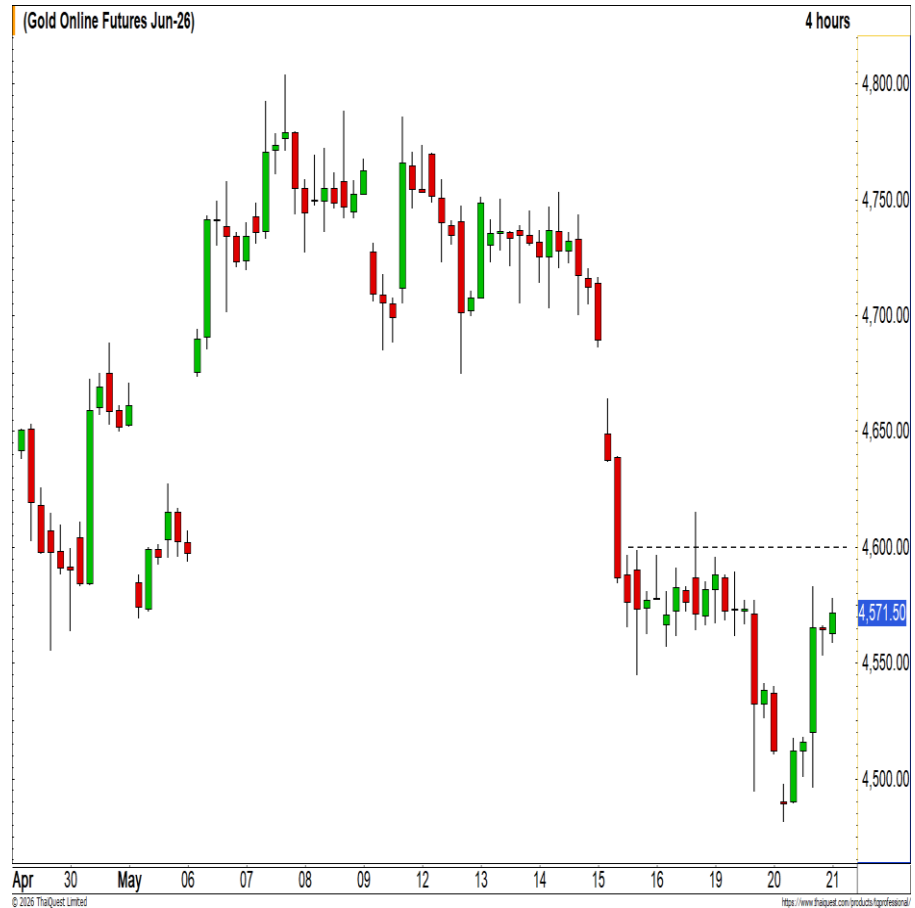 (Gold Online Futures Jun-26) 4 hours
4,800.00
4,750.00
4,700.00
4,650.00
4,600.00
4,571.50
4,550.00
4,500.00
Apr 30 May 06 07 08 09 12 13 14 15 16 19 20 21
© 2026 ThaiQuest Limited https://www.thaiquest.com/products/tqprofessional/